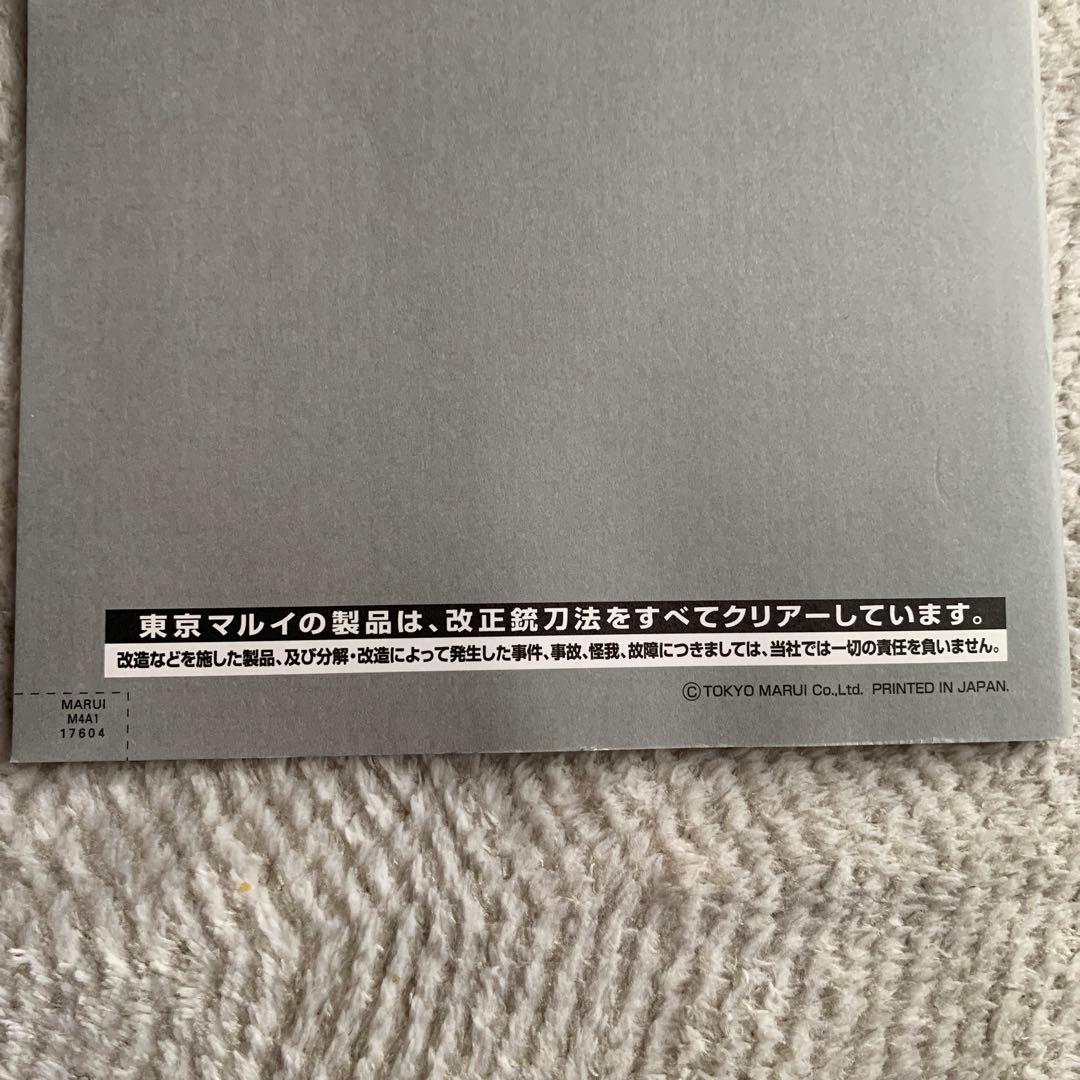 東京マルイの製品は、改正銃刀法をすべてクリアーしています。
改造などを施した製品、及び分解・改造によって発生した事件、事故、怪我、故障につきましては、当社では一切の責任を負いません。
©TOKYO MARUI Co.,Ltd. PRINTED IN JAPAN.
MARUI
M4A1
17604